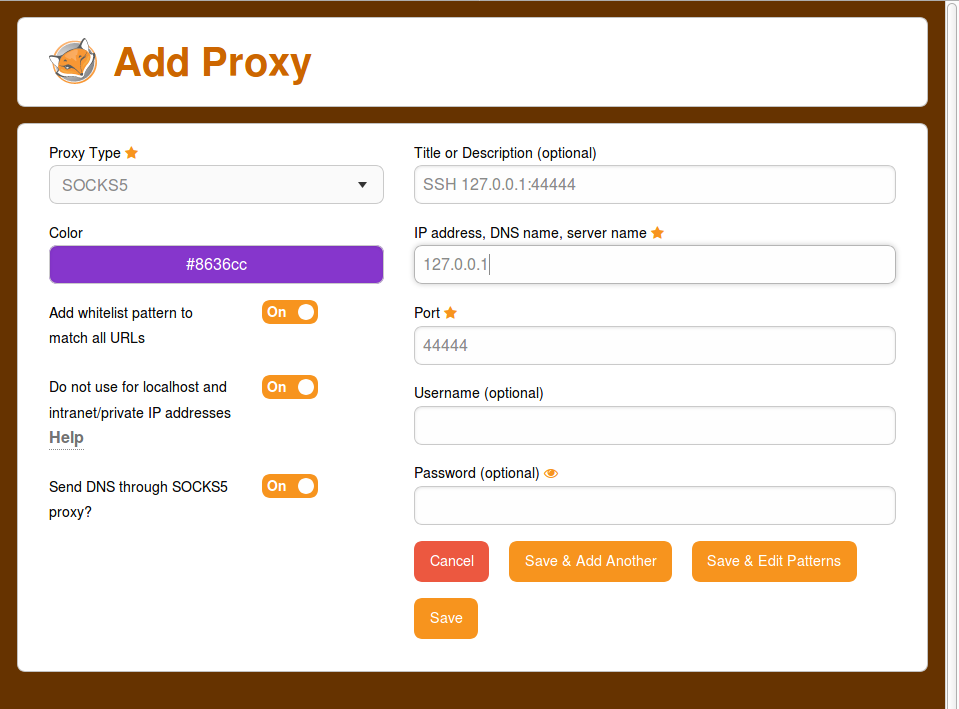 Add Proxy
Proxy Type
SOCKS5
Color
#8636cc
Add whitelist pattern to
match all URLs
On
Do not use for localhost and
intranet/private IP addresses
Help
On
Send DNS through SOCKS5
proxy?
On
Title or Description (optional)
SSH 127.0.0.1:44444
IP address, DNS name, server name
127.0.0.1
Port
44444
Username (optional)
Password (optional)
Cancel
Save & Add Another
Save & Edit Patterns
Save